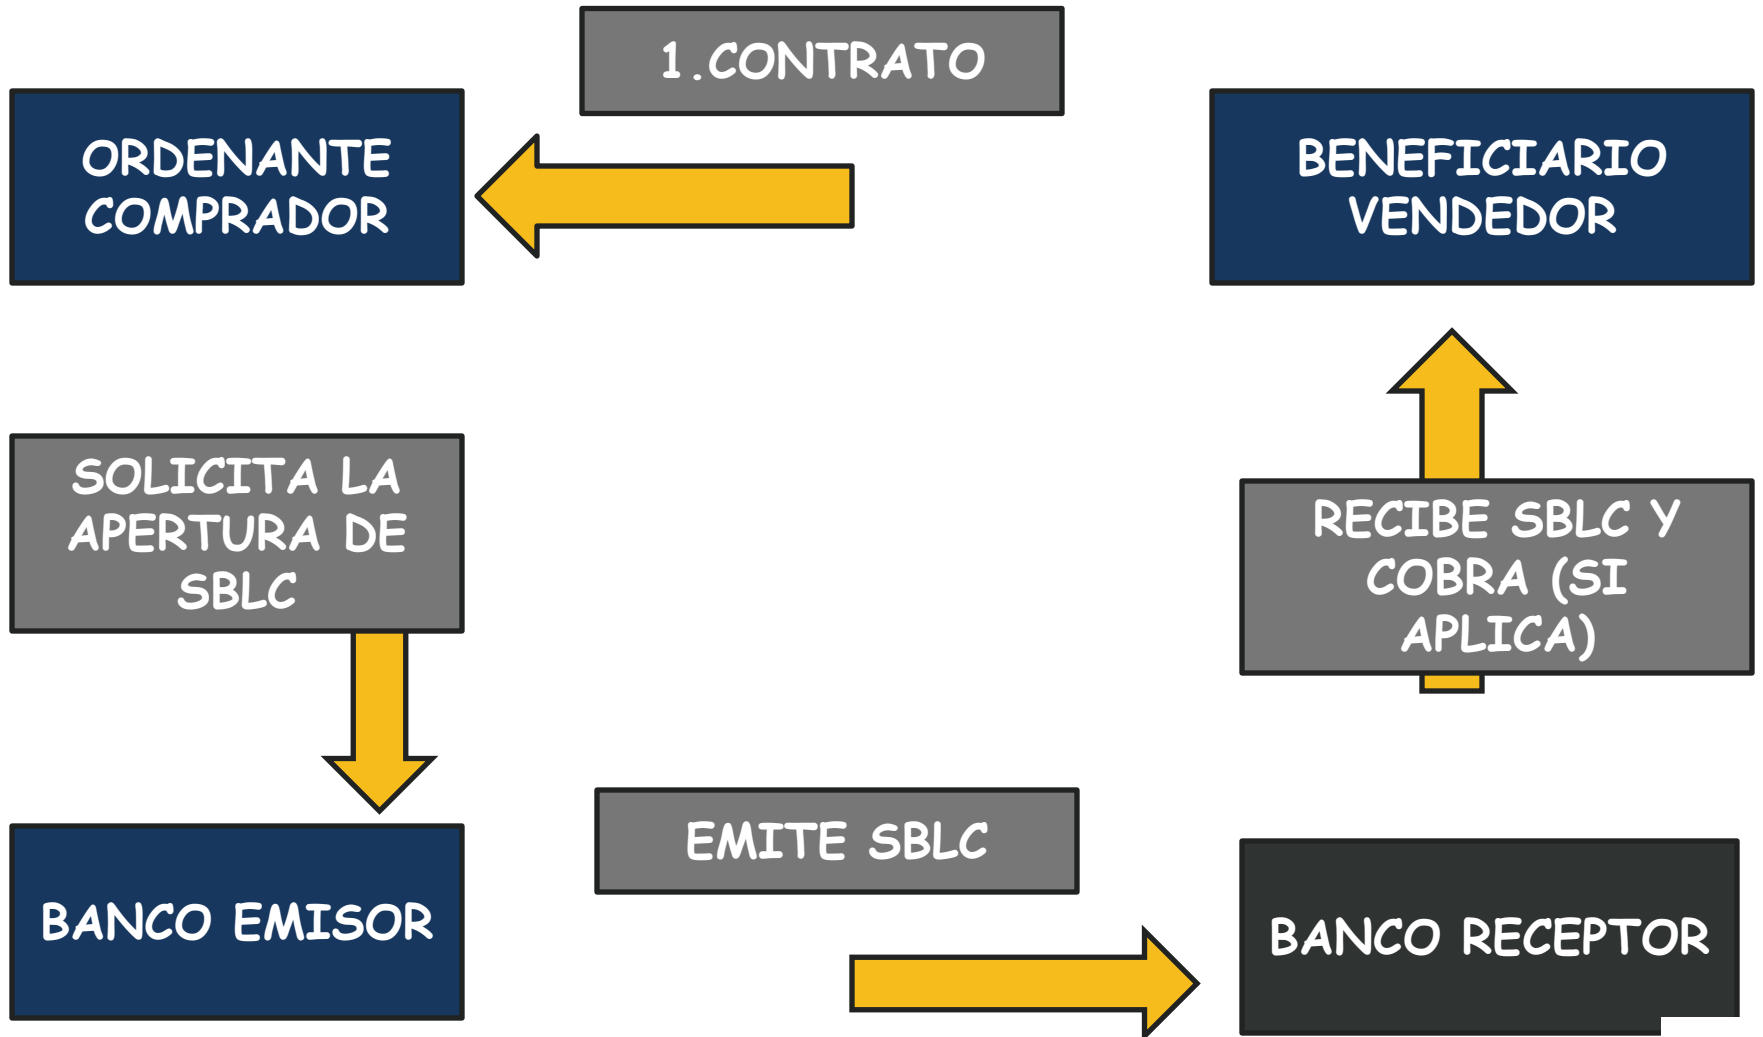 1.CONTRATO
ORDENANTE
COMPRADOR
BENEFICIARIO
VENDEDOR
SOLICITA LA
APERTURA DE
SBLC
RECIBE SBLC Y
COBRA (SI
APLICA)
EMITE SBLC
BANCO EMISOR
BANCO RECEPTOR